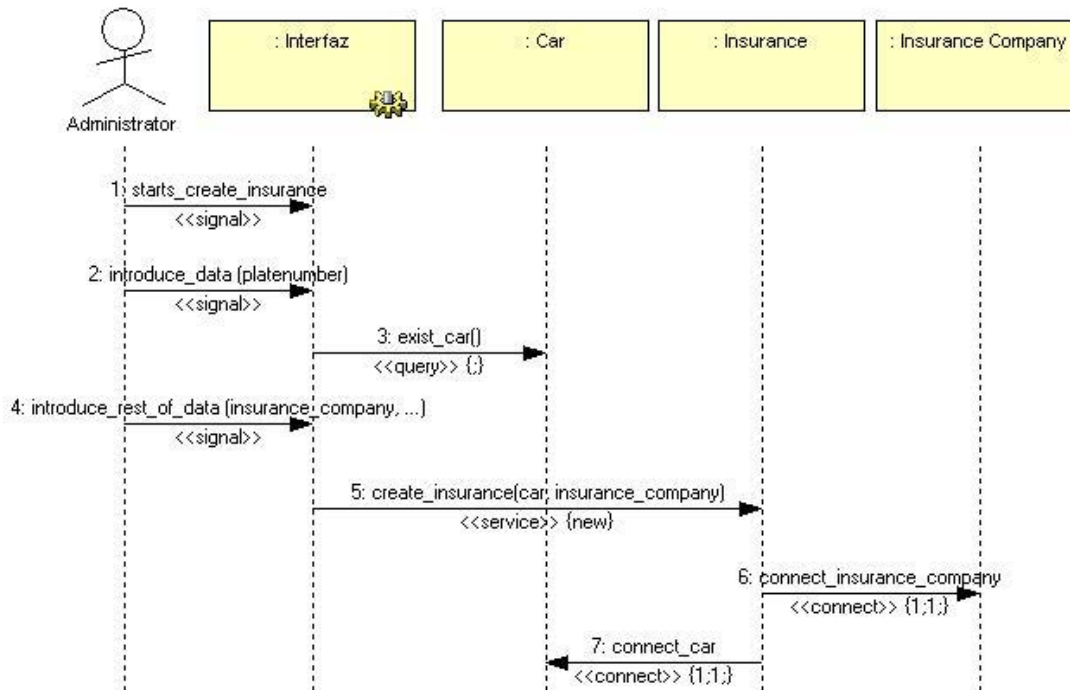 : Interfaz
: Car
: Insurance
: Insurance Company
Administrator
1: starts_create_insurance
<<signal>>
2: introduce_data (platenumber)
<<signal>>
3: exist_car()
<<query>> {;}
4: introduce_rest_of_data (insurance_company, ...)
<<signal>>
5: create_insurance(car, insurance_company)
<<service>> {new}
6: connect_insurance_company
<<connect>> {1;1;}
7: connect_car
<<connect>> {1;1;}